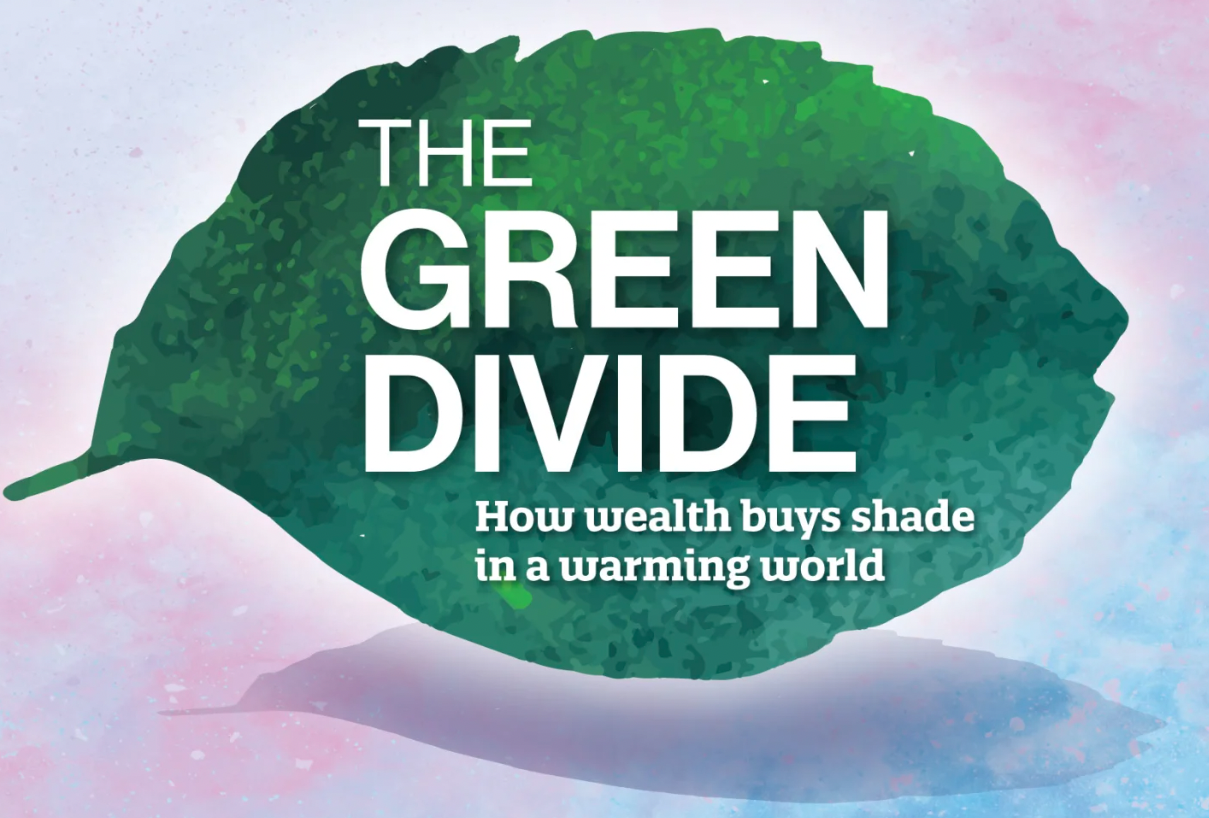 THE
GREEN
DIVIDE
How wealth buys shade
in a warming world